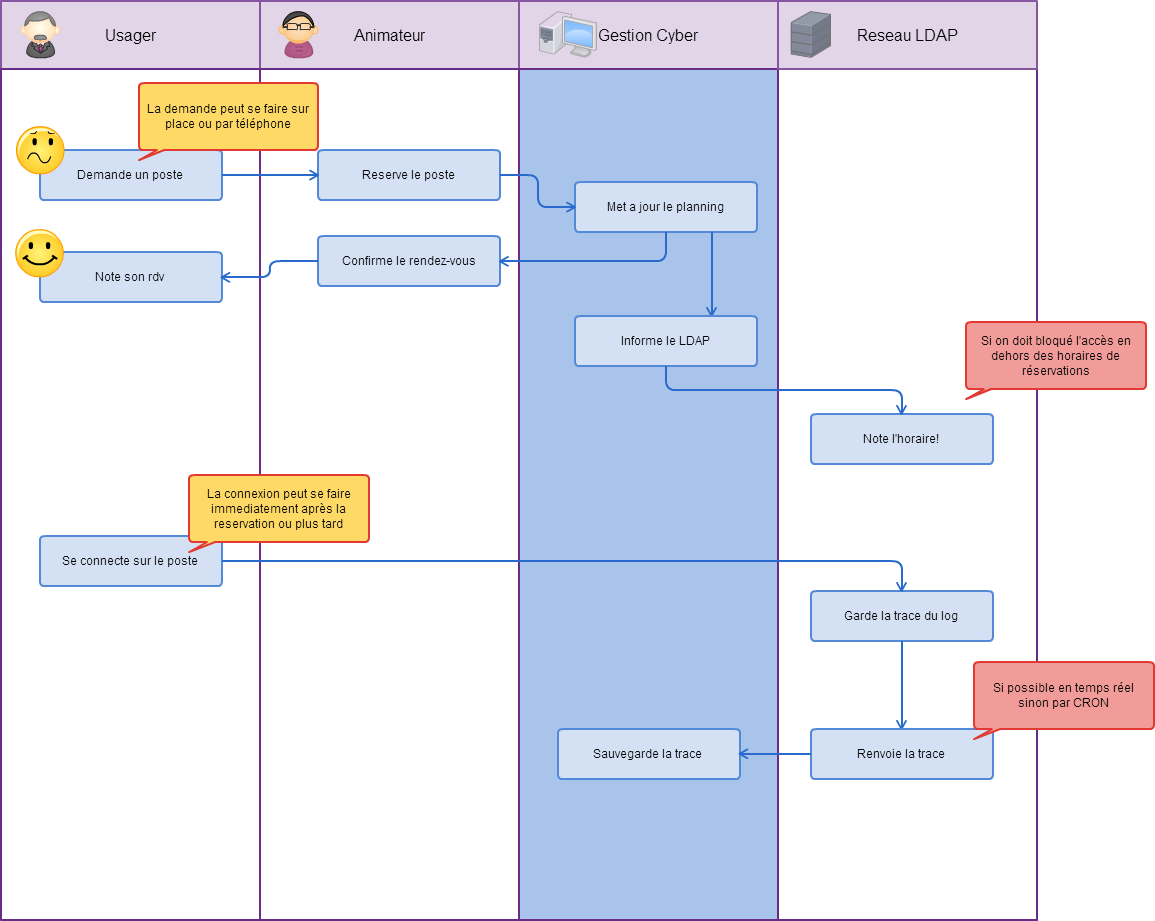 Usager
Animateur
Gestion Cyber
Reseau LDAP
La demande peut se faire sur
place ou par téléphone
Demande un poste
Reserve le poste
Met a jour le planning
Confirme le rendez-vous
Note son rdv
Informe le LDAP
Si on doit bloqué l'accès en
dehors des horaires de
réservations
Note l'horaire!
La connexion peut se faire
immediatement après la
reservation ou plus tard
Se connecte sur le poste
Garde la trace du log
Si possible en temps réel
sinon par CRON
Sauvegarde la trace
Renvoie la trace